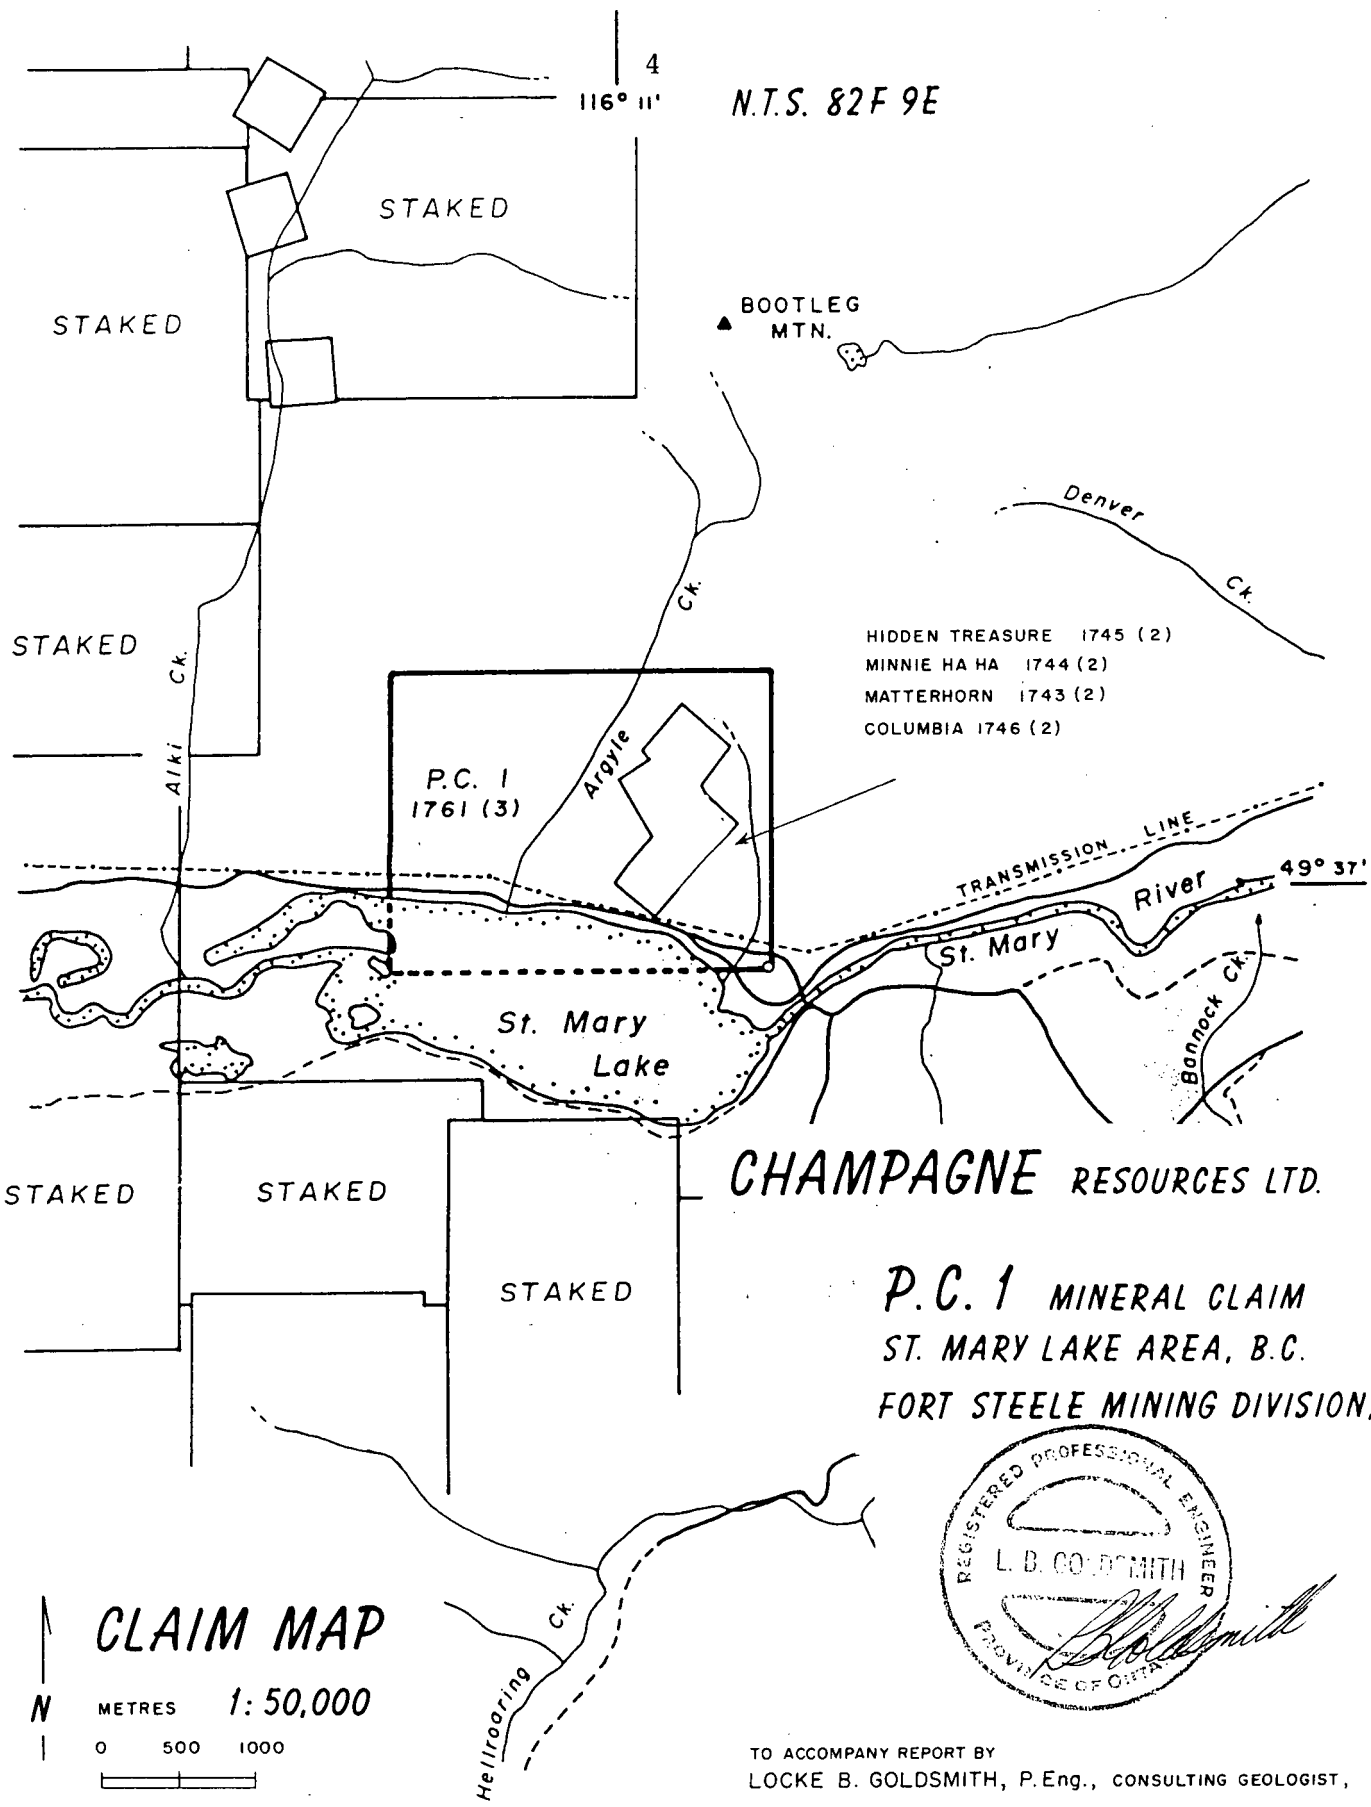 4
116° 11'
N.T.S. 82F 9E
STAKED
STAKED
BOOTLEG
MTN.
Denver
Ck.
Ck.
STAKED
Ck.
HIDDEN TREASURE 1745 (2)
MINNIE HA HA 1744 (2)
MATTERHORN 1743 (2)
COLUMBIA 1746 (2)
Alki
Argyle
P.C. 1
1761 (3)
TRANSMISSION LINE
49° 37'
River
St. Mary
Bannock Ck.
St. Mary
Lake
STAKED
STAKED
STAKED
CHAMPAGNE RESOURCES LTD.
P.C. 1 MINERAL CLAIM
ST. MARY LAKE AREA, B.C.
FORT STEELE MINING DIVISION,
REGISTERED PROFESSIONAL ENGINEER
L. B. GOLDSMITH
PROVINCE OF
Hellroaring Ck.
CLAIM MAP
N
METRES 1:50,000
0 500 1000
TO ACCOMPANY REPORT BY
LOCKE B. GOLDSMITH, P.Eng., CONSULTING GEOLOGIST,